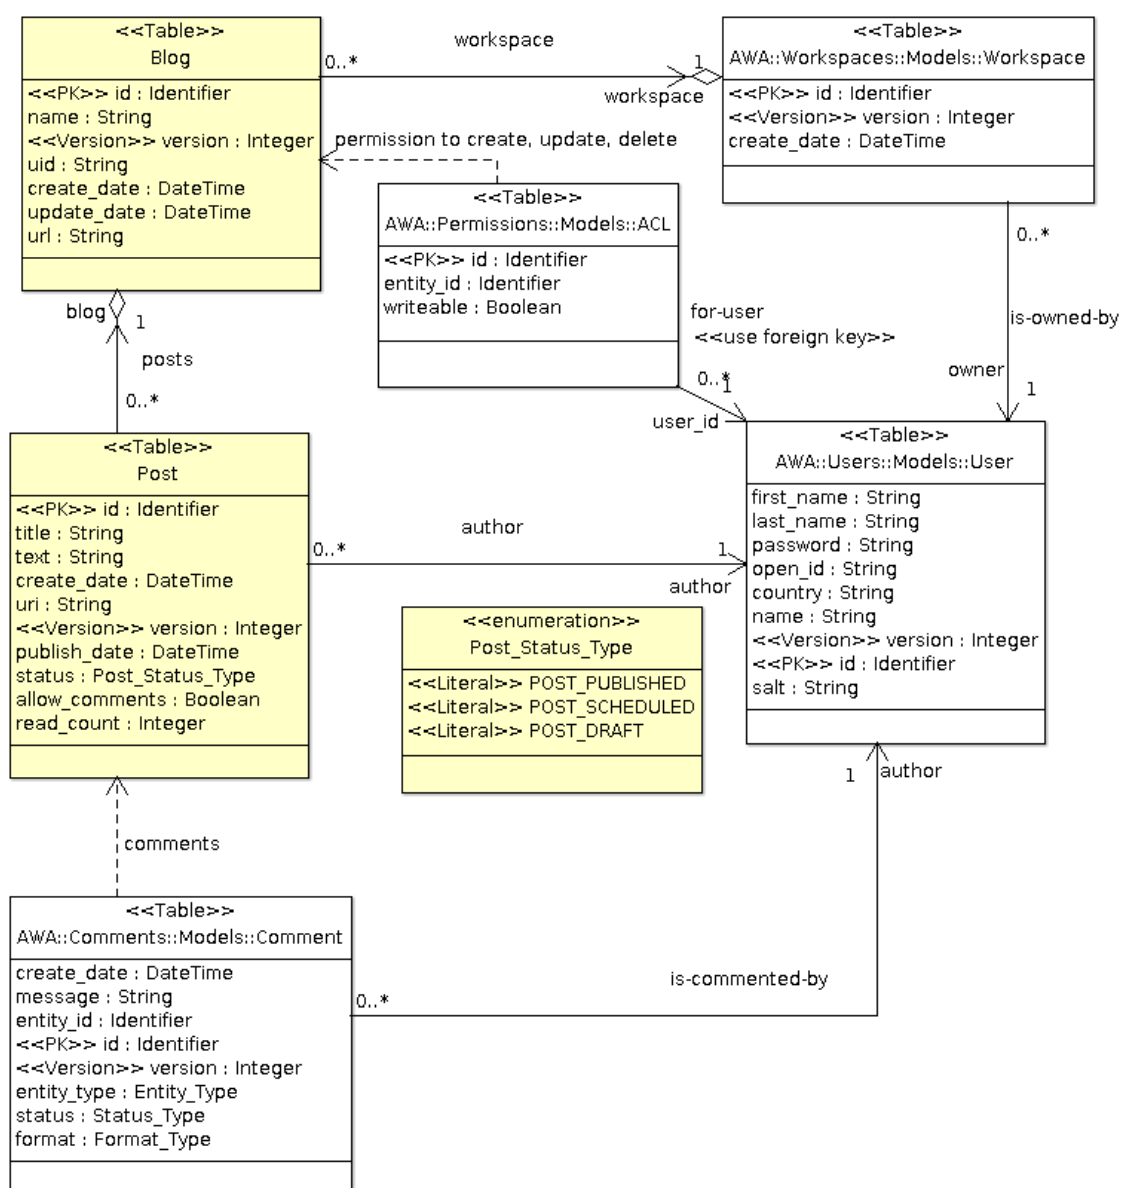 <<Table>>
Blog
<<PK>> id : Identifier
name : String
<<Version>> version : Integer
uid : String
create_date : DateTime
update_date : DateTime
url : String
workspace
0..*
1
workspace
<<Table>>
AWA::Workspaces::Models::Workspace
<<PK>> id : Identifier
<<Version>> version : Integer
create_date : DateTime
permission to create, update, delete
<<Table>>
AWA::Permissions::Models::ACL
<<PK>> id : Identifier
entity_id : Identifier
writeable : Boolean
for-user
<<use foreign key>>
0..*
1
user_id
0..*
is-owned-by
owner
1
blog
1
posts
0..*
<<Table>>
Post
<<PK>> id : Identifier
title : String
text : String
create_date : DateTime
uri : String
<<Version>> version : Integer
publish_date : DateTime
status : Post_Status_Type
allow_comments : Boolean
read_count : Integer
author
0..*
1
author
<<Table>>
AWA::Users::Models::User
first_name : String
last_name : String
password : String
open_id : String
country : String
name : String
<<Version>> version : Integer
<<PK>> id : Identifier
salt : String
<<enumeration>>
Post_Status_Type
<<Literal>> POST_PUBLISHED
<<Literal>> POST_SCHEDULED
<<Literal>> POST_DRAFT
1
author
comments
<<Table>>
AWA::Comments::Models::Comment
create_date : DateTime
message : String
entity_id : Identifier
<<PK>> id : Identifier
<<Version>> version : Integer
entity_type : Entity_Type
status : Status_Type
format : Format_Type
is-commented-by
0..*